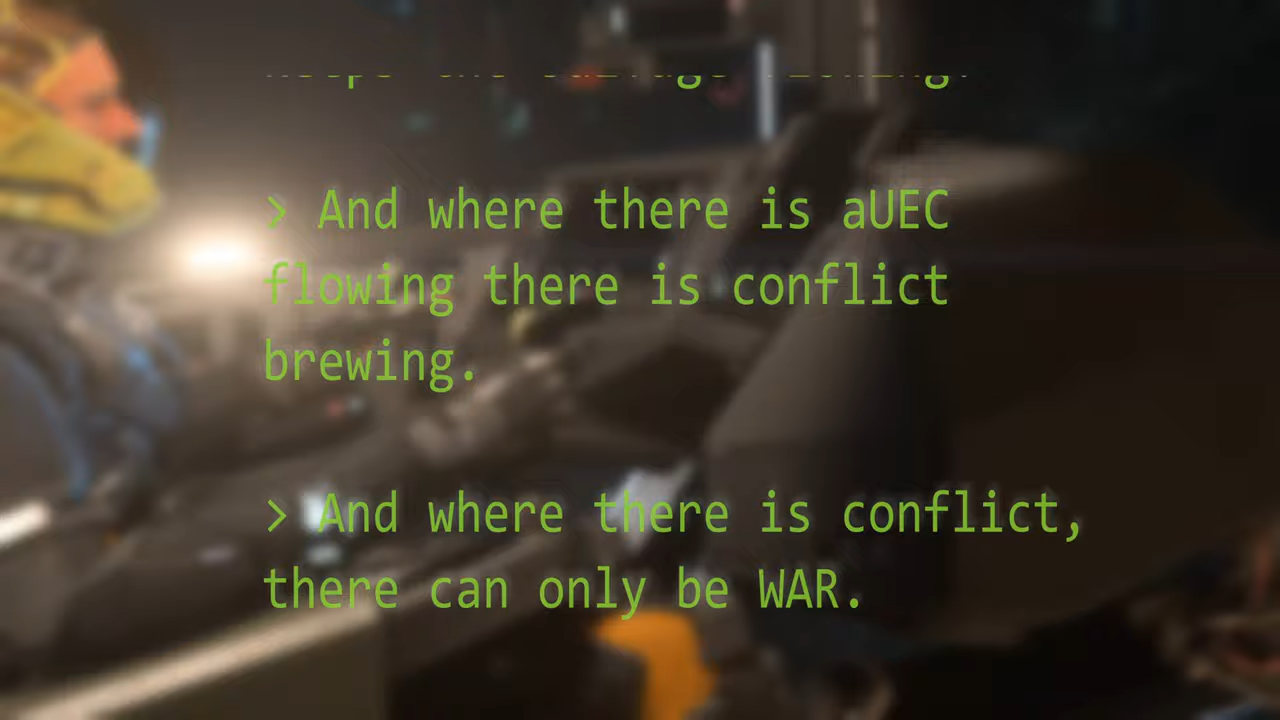 > And where there is aUEC
flowing there is conflict
brewing.
> And where there is conflict,
there can only be WAR.